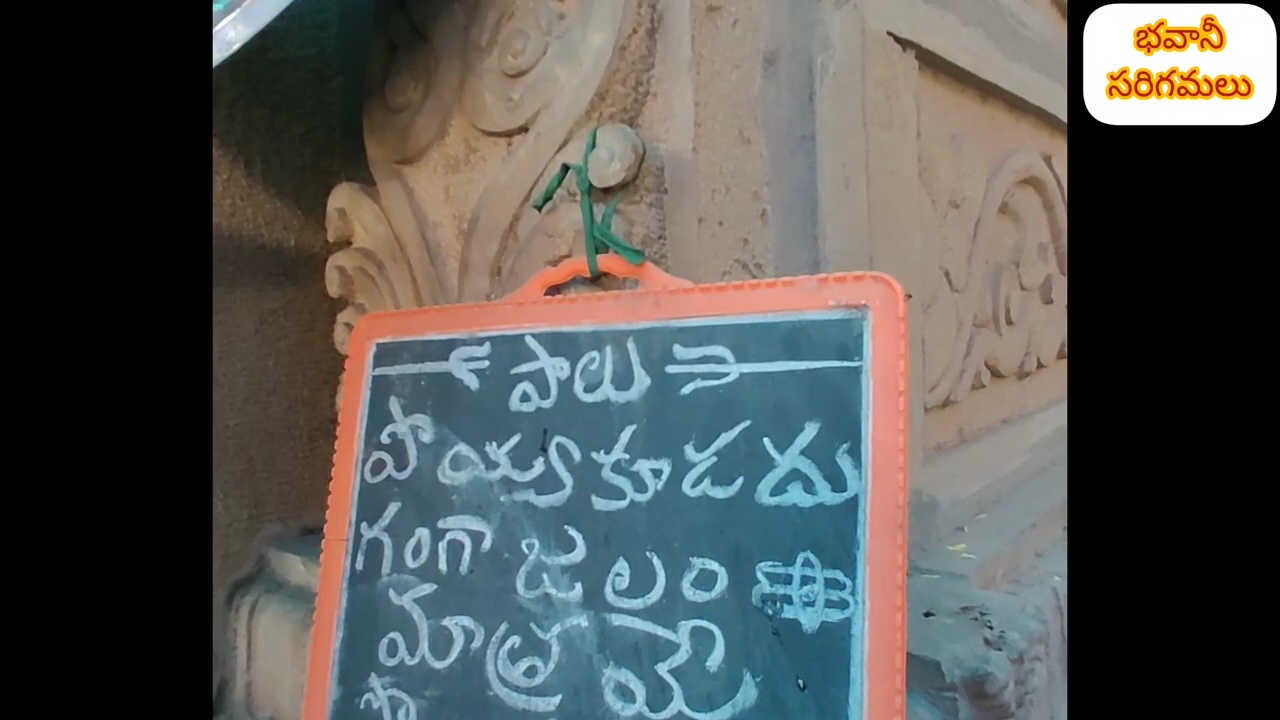 భవానీ
సరిగమలు
పాలు
పోయ్యకూడదు
గంగా జలం
మాత్రమే